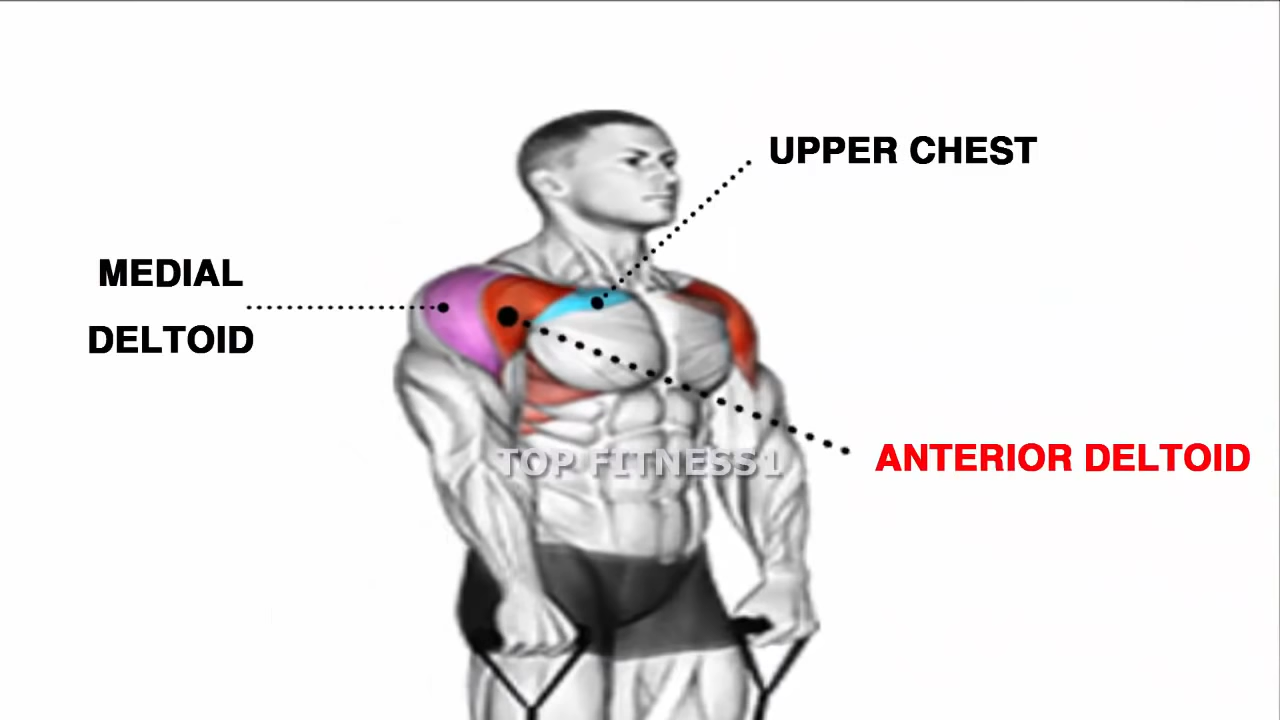 UPPER CHEST
MEDIAL
DELTOID
ANTERIOR DELTOID
TOP FITNESS1